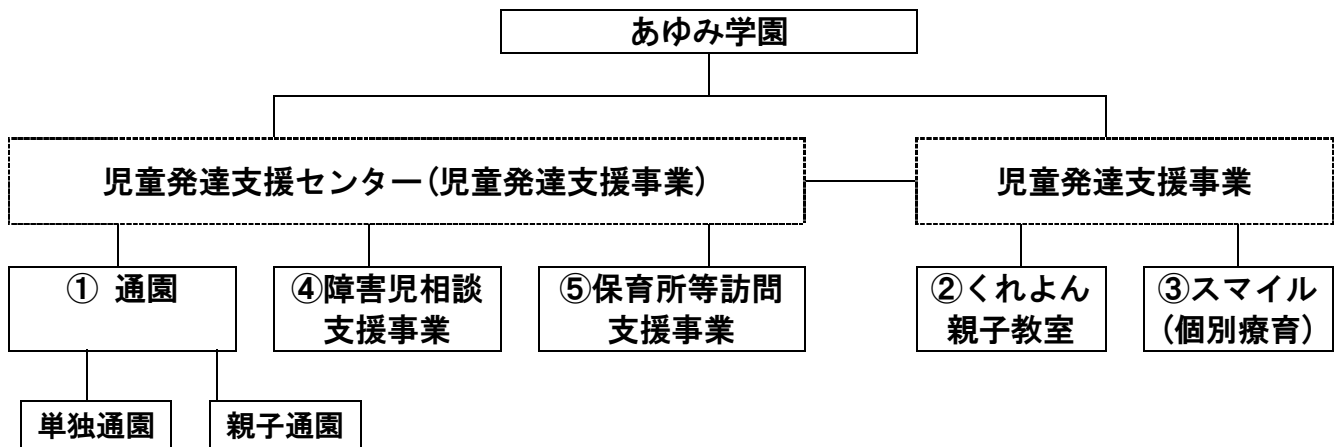 あゆみ学園
児童発達支援センター(児童発達支援事業)
児童発達支援事業
① 通園
④障害児相談
支援事業
⑤保育所等訪問
支援事業
②くれよん
親子教室
③スマイル
(個別療育)
単独通園
親子通園